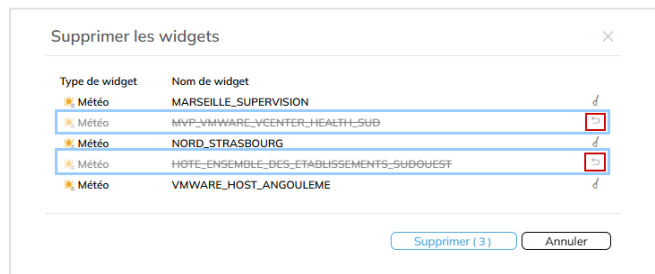 Supprimer les widgets
Type de widget Nom de widget
Météo MARSEILLE_SUPERVISION
Météo MVP_VMWARE_VCENTER_HEALTH_SUD
Météo NORD_STRASBOURG
Météo HOTE_ENSEMBLE_DES_ETABLISSEMENTS_SUDOUEST
Météo VMWARE_HOST_ANGOULEME
Supprimer ( 3 ) Annuler